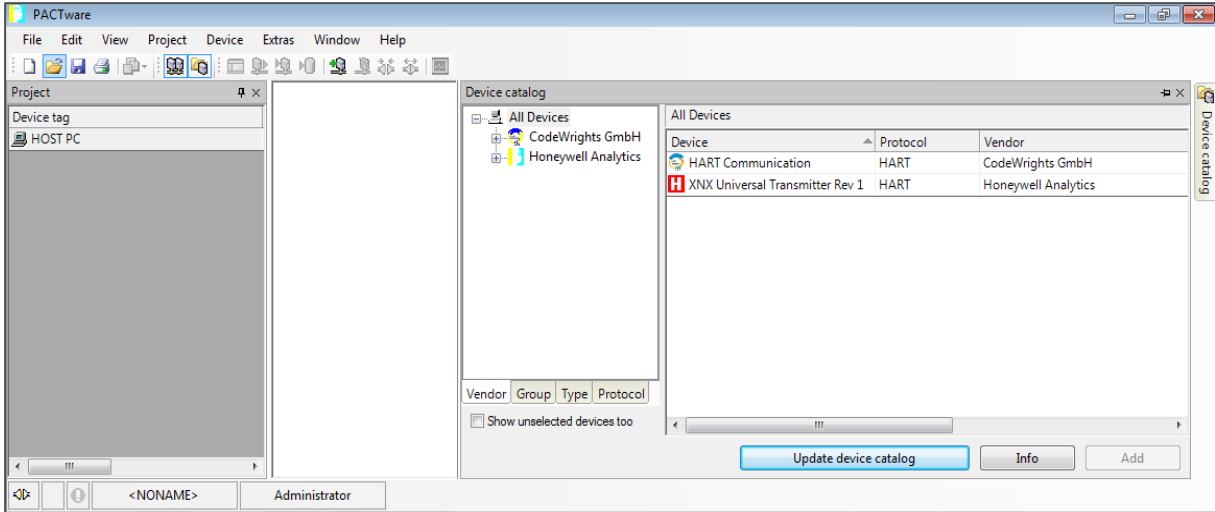 PACTware
File Edit View Project Device Extras Window Help
Project
Device tag
HOST PC
Device catalog
All Devices
CodeWrights GmbH
Honeywell Analytics
Vendor Group Type Protocol
Show unselected devices too
All Devices
Device Protocol Vendor
HART Communication HART CodeWrights GmbH
XNX Universal Transmitter Rev 1 HART Honeywell Analytics
Update device catalog Info Add
Device catalog
<NONAME> Administrator